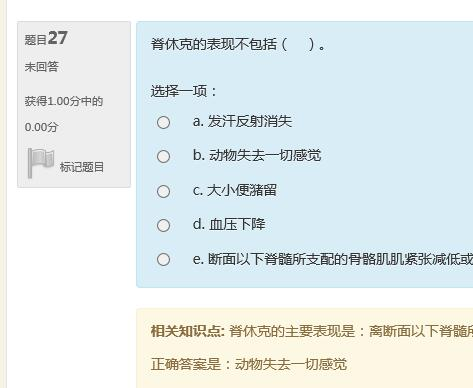 题目27
未回答
获得1.00分中的
0.00分
标记题目
脊休克的表现不包括（ ）。
选择一项：
a. 发汗反射消失
b. 动物失去一切感觉
c. 大小便潴留
d. 血压下降
e. 断面以下脊髓所支配的骨骼肌肌紧张减低或
相关知识点: 脊休克的主要表现是：离断面以下脊髓所
正确答案是：动物失去一切感觉